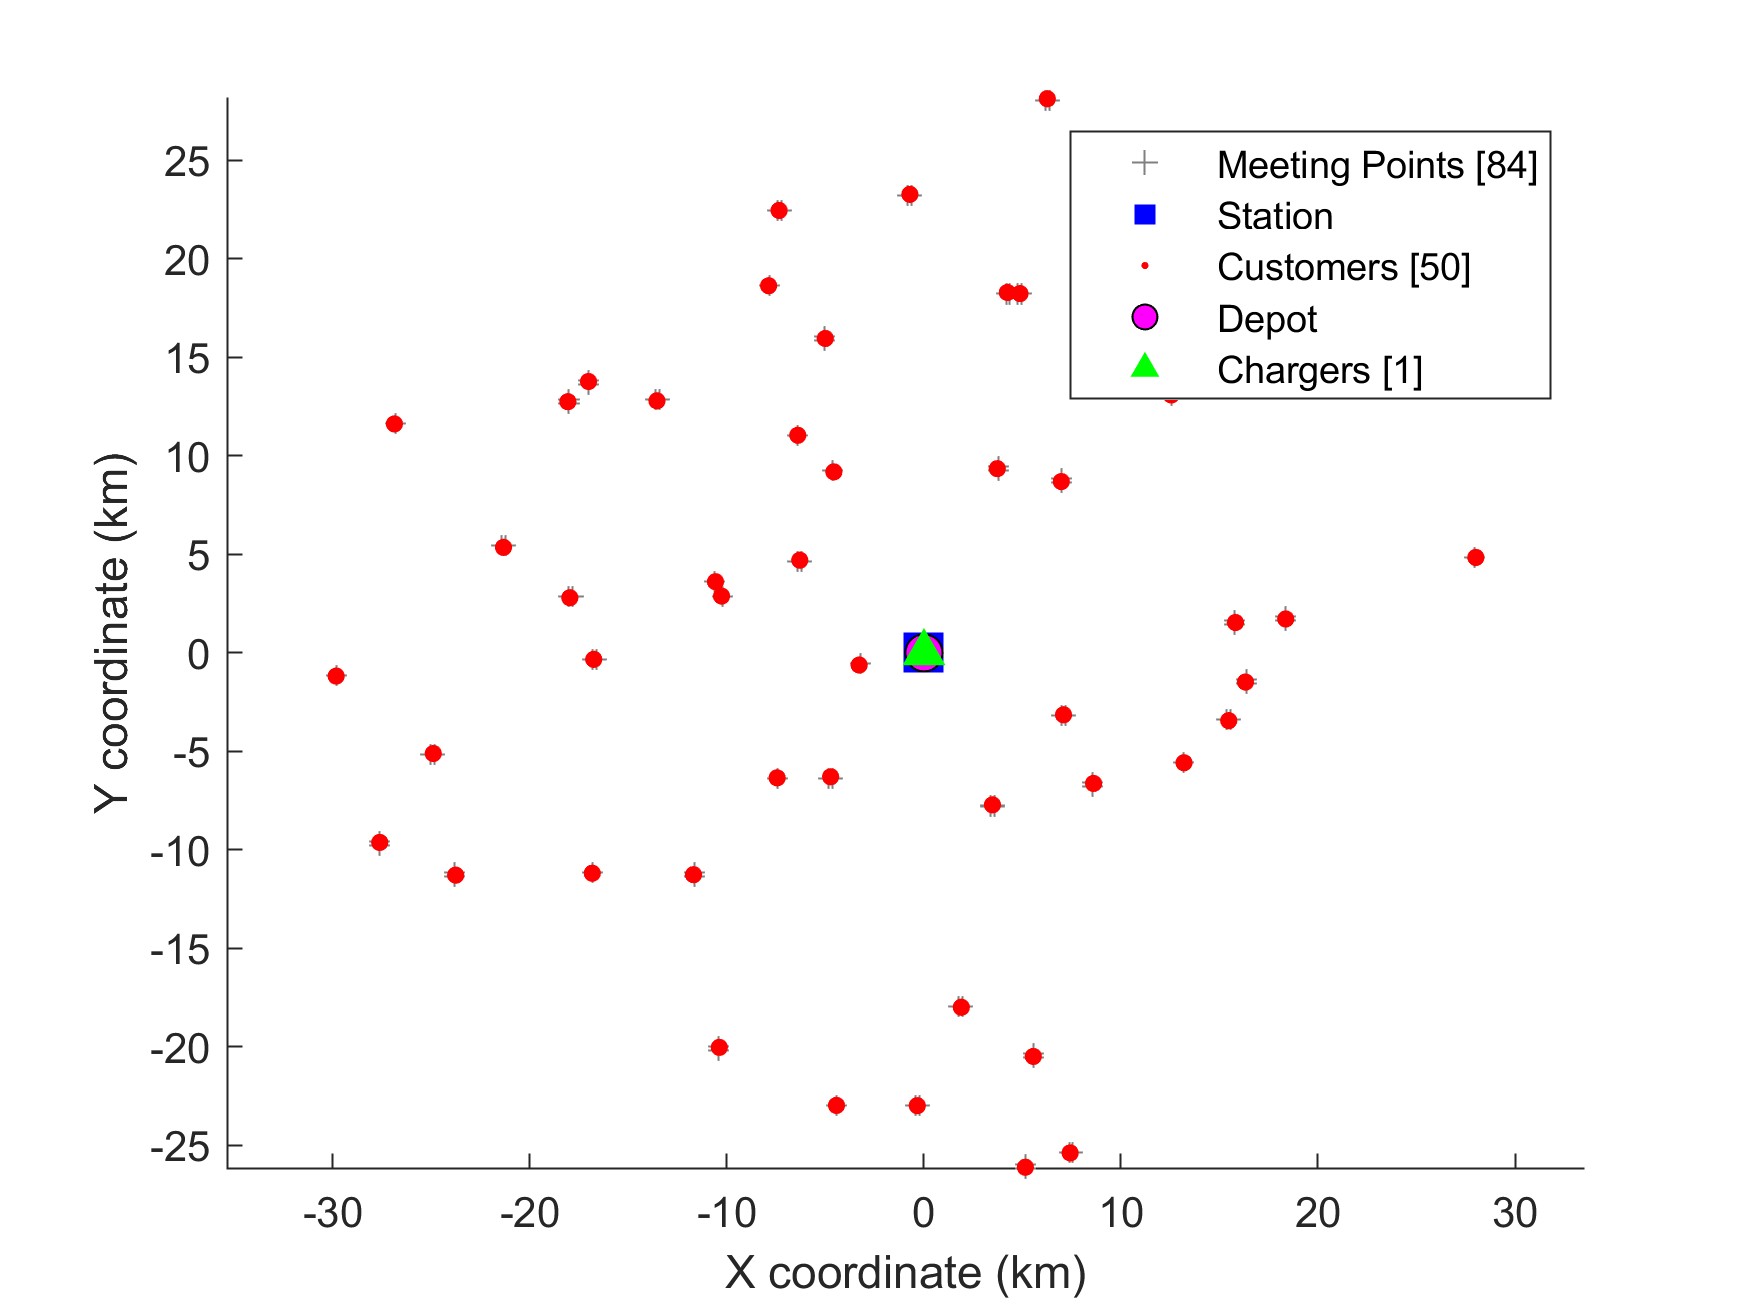 25
20
15
10
5
0
-5
-10
-15
-20
-25
Y coordinate (km)
Meeting Points [84]
Station
Customers [50]
Depot
Chargers [1]
-30 -20 -10 0 10 20 30
X coordinate (km)